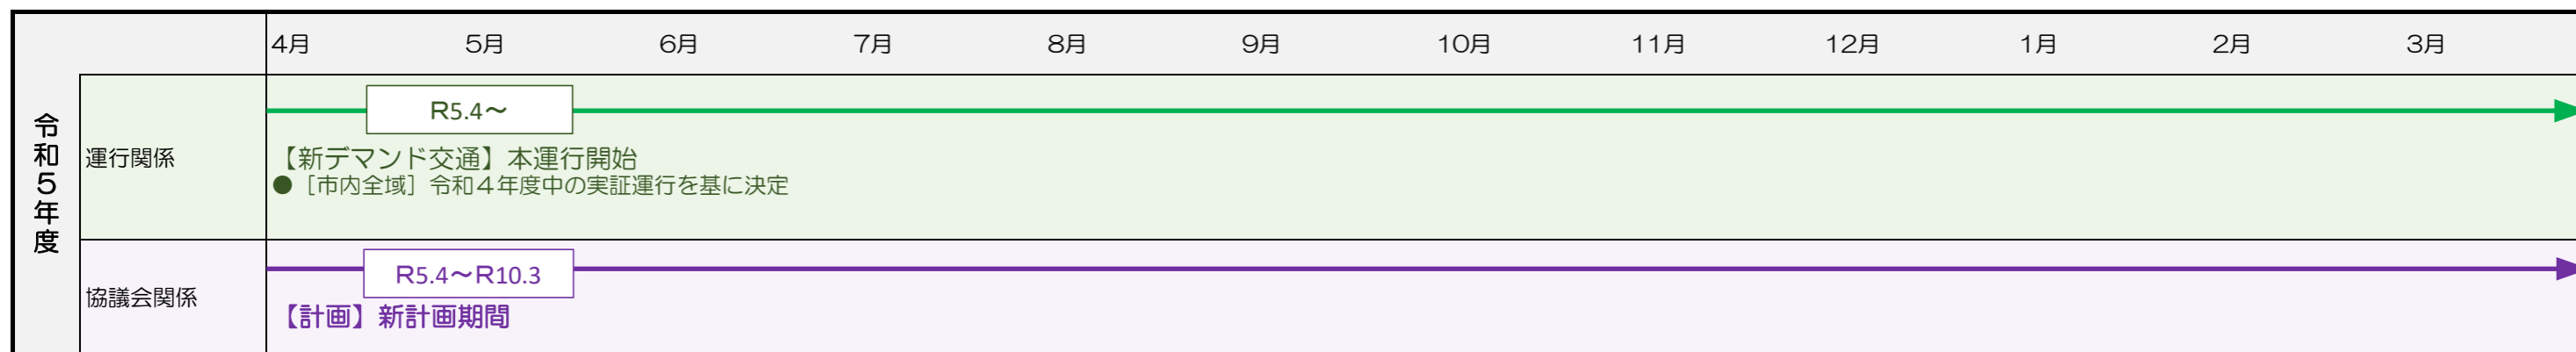 4月 5月 6月 7月 8月 9月 10月 11月 12月 1月 2月 3月
令和5年度
運行関係
R5.4～
【新デマンド交通】本運行開始
●［市内全域］令和４年度中の実証運行を基に決定
協議会関係
R5.4～R10.3
【計画】新計画期間